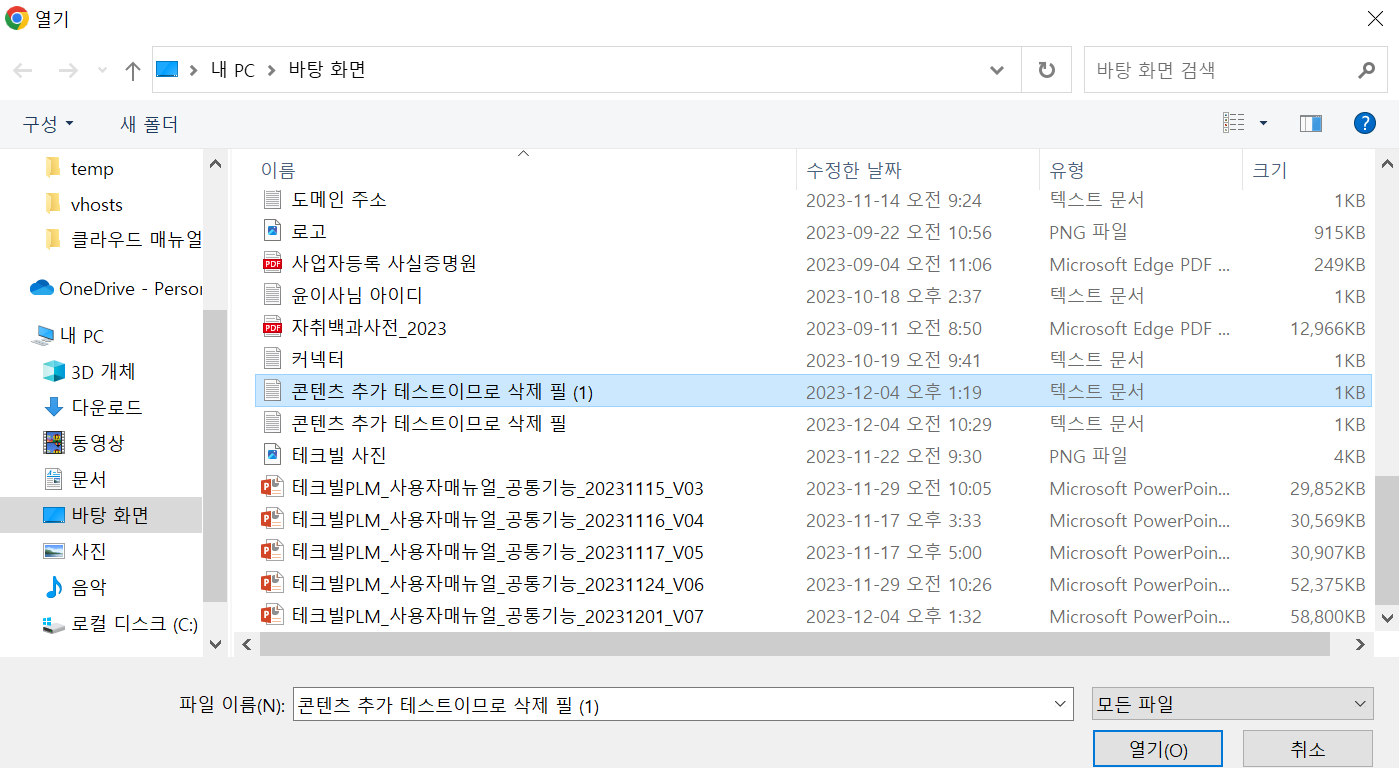 열기
내 PC 바탕 화면 바탕 화면 검색
구성 새 폴더
이름 수정한 날짜 유형 크기
temp
vhosts
클라우드 매뉴얼
OneDrive - Person
내 PC
3D 개체
다운로드
동영상
문서
바탕 화면
사진
음악
로컬 디스크 (C:)
도메인 주소 2023-11-14 오전 9:24 텍스트 문서 1KB
로고 2023-09-22 오전 10:56 PNG 파일 915KB
사업자등록 사실증명원 2023-09-04 오전 11:06 Microsoft Edge PDF ... 249KB
윤이사님 아이디 2023-10-18 오후 2:37 텍스트 문서 1KB
자취백과사전_2023 2023-09-11 오전 8:50 Microsoft Edge PDF ... 12,966KB
커넥터 2023-10-19 오전 9:41 텍스트 문서 1KB
콘텐츠 추가 테스트이므로 삭제 필 (1) 2023-12-04 오후 1:19 텍스트 문서 1KB
콘텐츠 추가 테스트이므로 삭제 필 2023-12-04 오전 10:29 텍스트 문서 1KB
테크빌 사진 2023-11-22 오전 9:30 PNG 파일 4KB
테크빌PLM_사용자매뉴얼_공통기능_20231115_V03 2023-11-29 오전 10:05 Microsoft PowerPoin... 29,852KB
테크빌PLM_사용자매뉴얼_공통기능_20231116_V04 2023-11-17 오후 3:33 Microsoft PowerPoin... 30,569KB
테크빌PLM_사용자매뉴얼_공통기능_20231117_V05 2023-11-17 오후 5:00 Microsoft PowerPoin... 30,907KB
테크빌PLM_사용자매뉴얼_공통기능_20231124_V06 2023-11-29 오전 10:26 Microsoft PowerPoin... 52,375KB
테크빌PLM_사용자매뉴얼_공통기능_20231201_V07 2023-12-04 오후 1:32 Microsoft PowerPoin... 58,800KB
파일 이름(N): 콘텐츠 추가 테스트이므로 삭제 필 (1) 모든 파일
열기(O) 취소